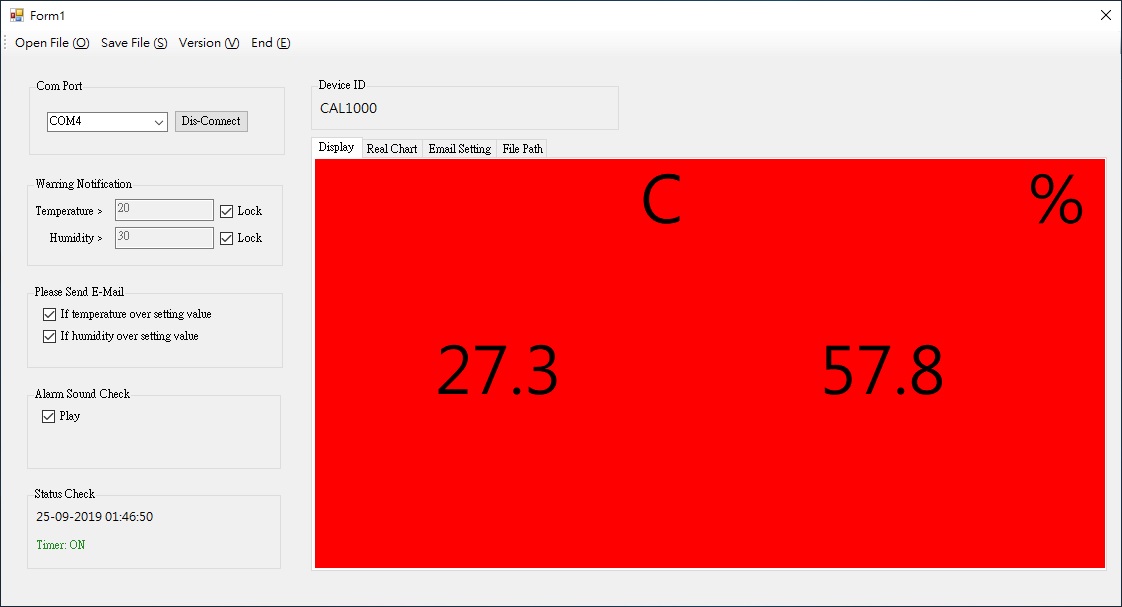 Form1
Open File (O) Save File (S) Version (V) End (E)
Com Port
COM4 Dis-Connect
Warring Notification
Temperature > 20 Lock
Humidity > 30 Lock
Please Send E-Mail
If temperature over setting value
If humidity over setting value
Alarm Sound Check
Play
Status Check
25-09-2019 01:46:50
Timer: ON
Device ID
CAL1000
Display Real Chart Email Setting File Path
C %
27.3 57.8